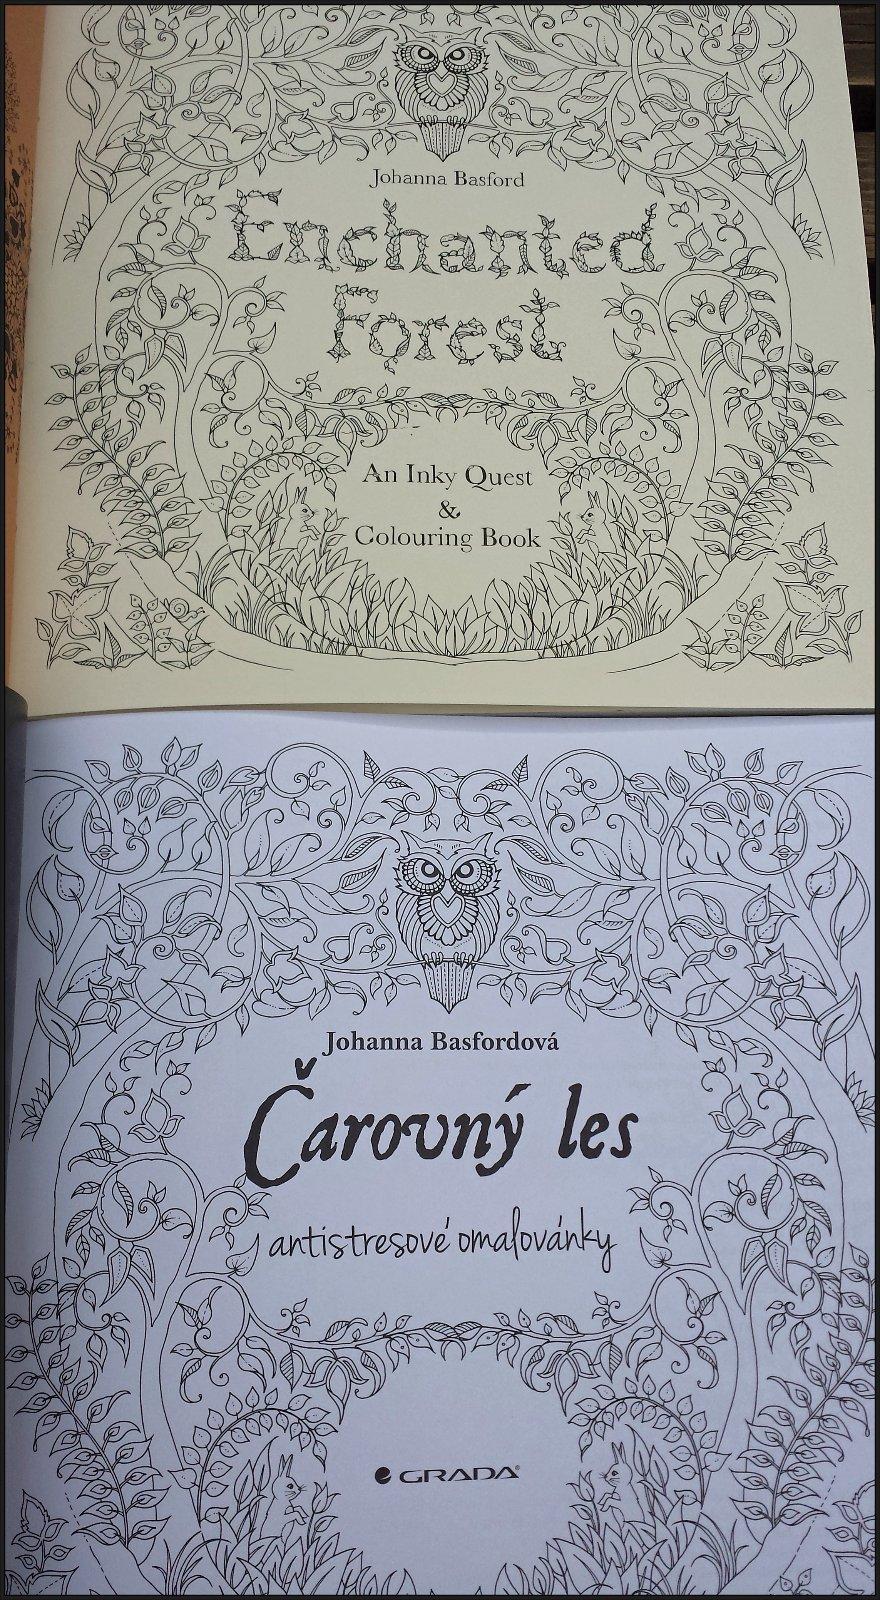 Johanna Basford
Enchanted
Forest
An Inky Quest
&
Colouring Book
Johanna Basfordová
Čarovný les
antistresové omalovánky
GRADA®